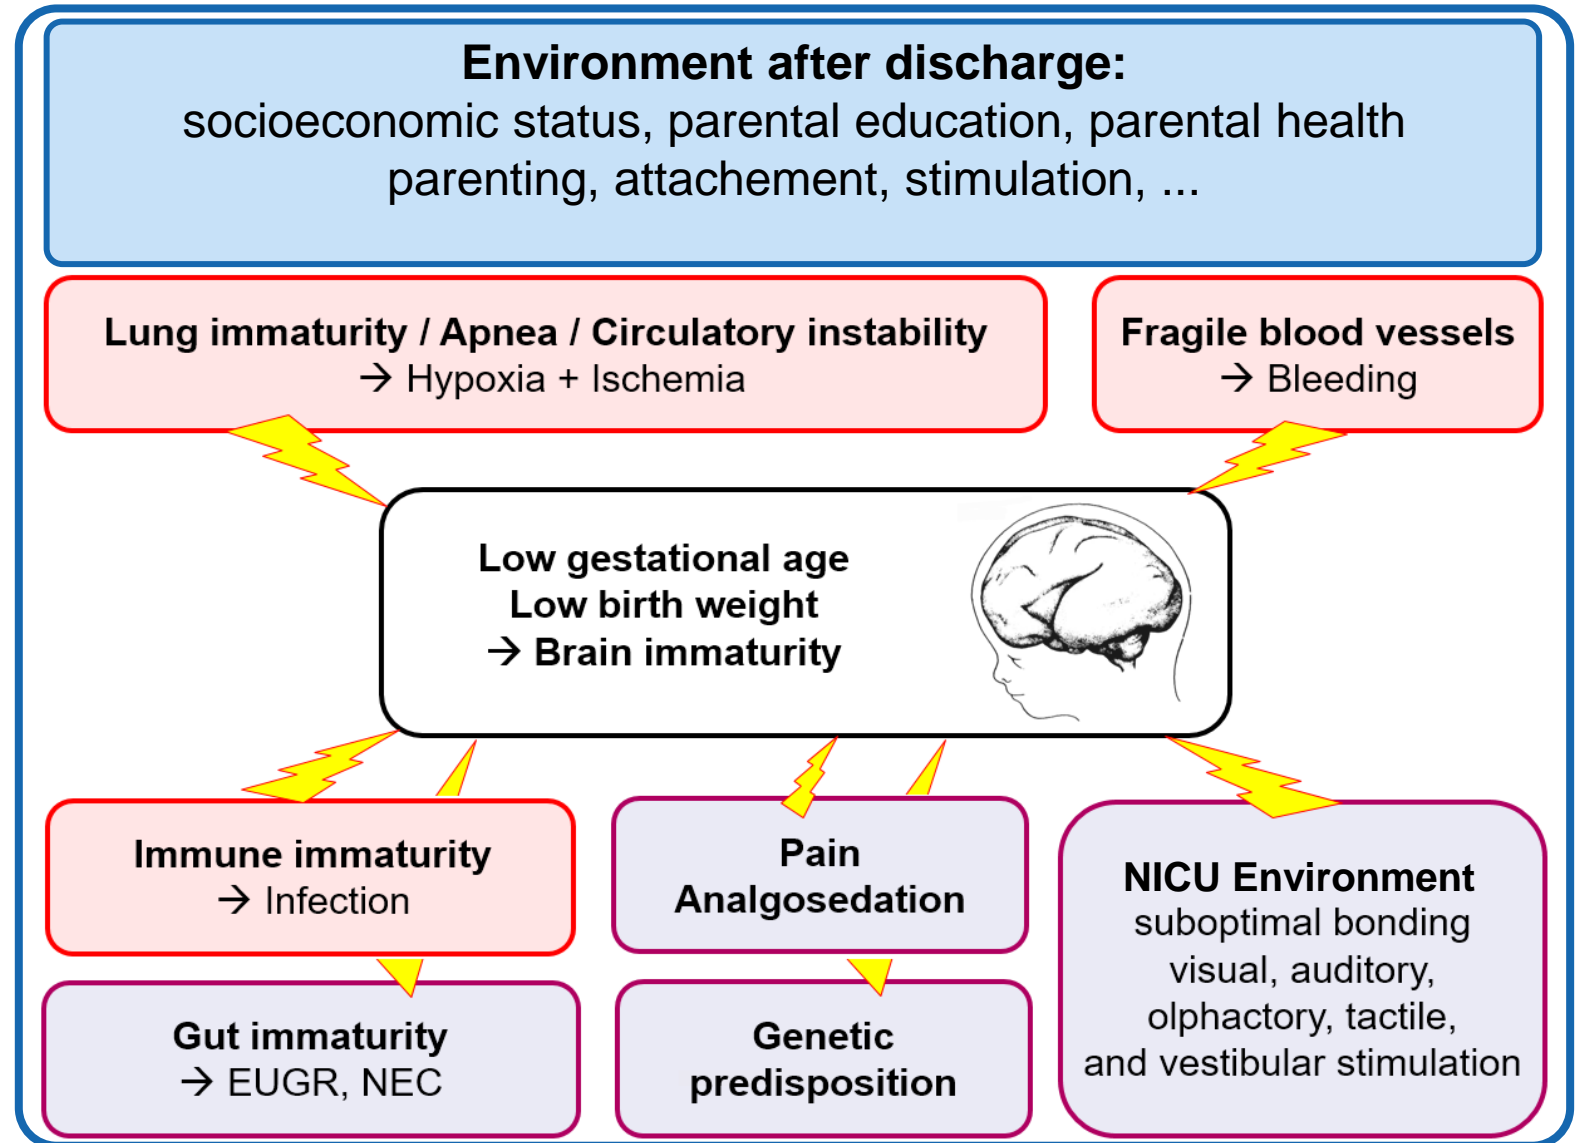 Environment after discharge:
socioeconomic status, parental education, parental health
parenting, attachement, stimulation, ...
Lung immaturity / Apnea / Circulatory instability
→ Hypoxia + Ischemia
Fragile blood vessels
→ Bleeding
Low gestational age
Low birth weight
→ Brain immaturity
Immune immaturity
→ Infection
Pain
Analgosedation
NICU Environment
suboptimal bonding
visual, auditory,
olphactory, tactile,
and vestibular stimulation
Gut immaturity
→ EUGR, NEC
Genetic
predisposition